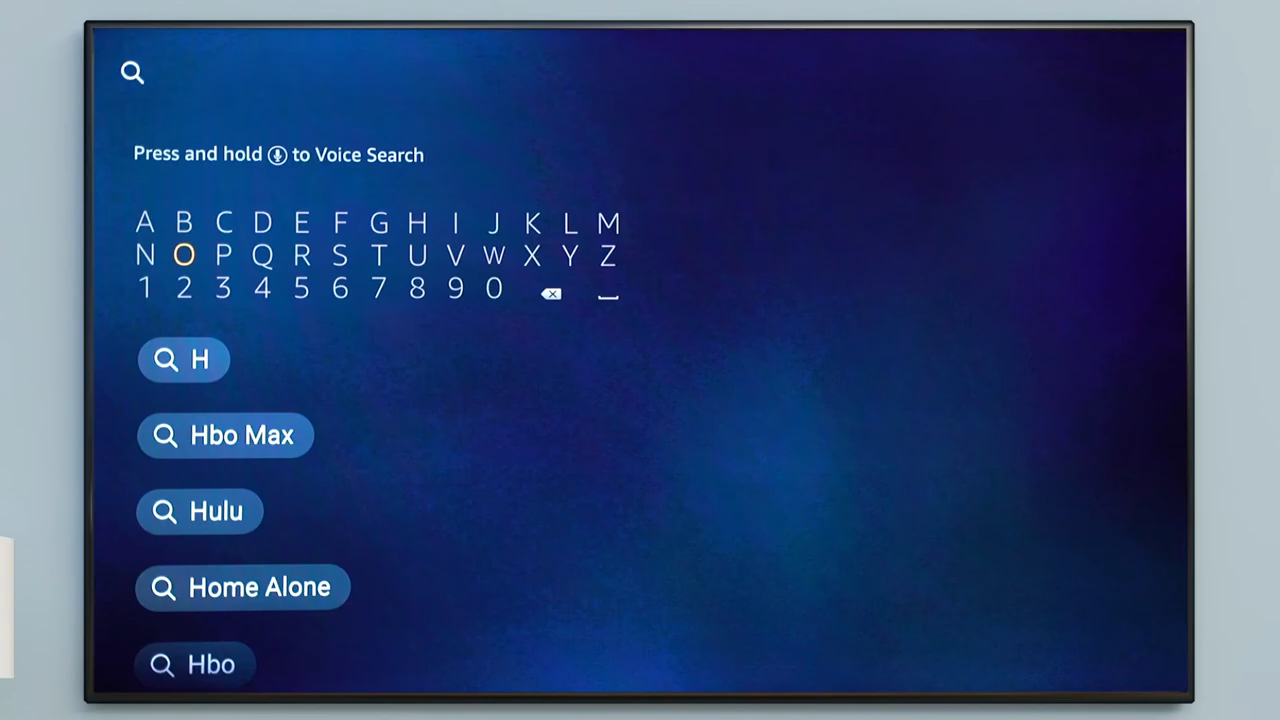 Press and hold to Voice Search
A B C D E F G H I J K L M
N O P Q R S T U V W X Y Z
1 2 3 4 5 6 7 8 9 0
H
Hbo Max
Hulu
Home Alone
Hbo